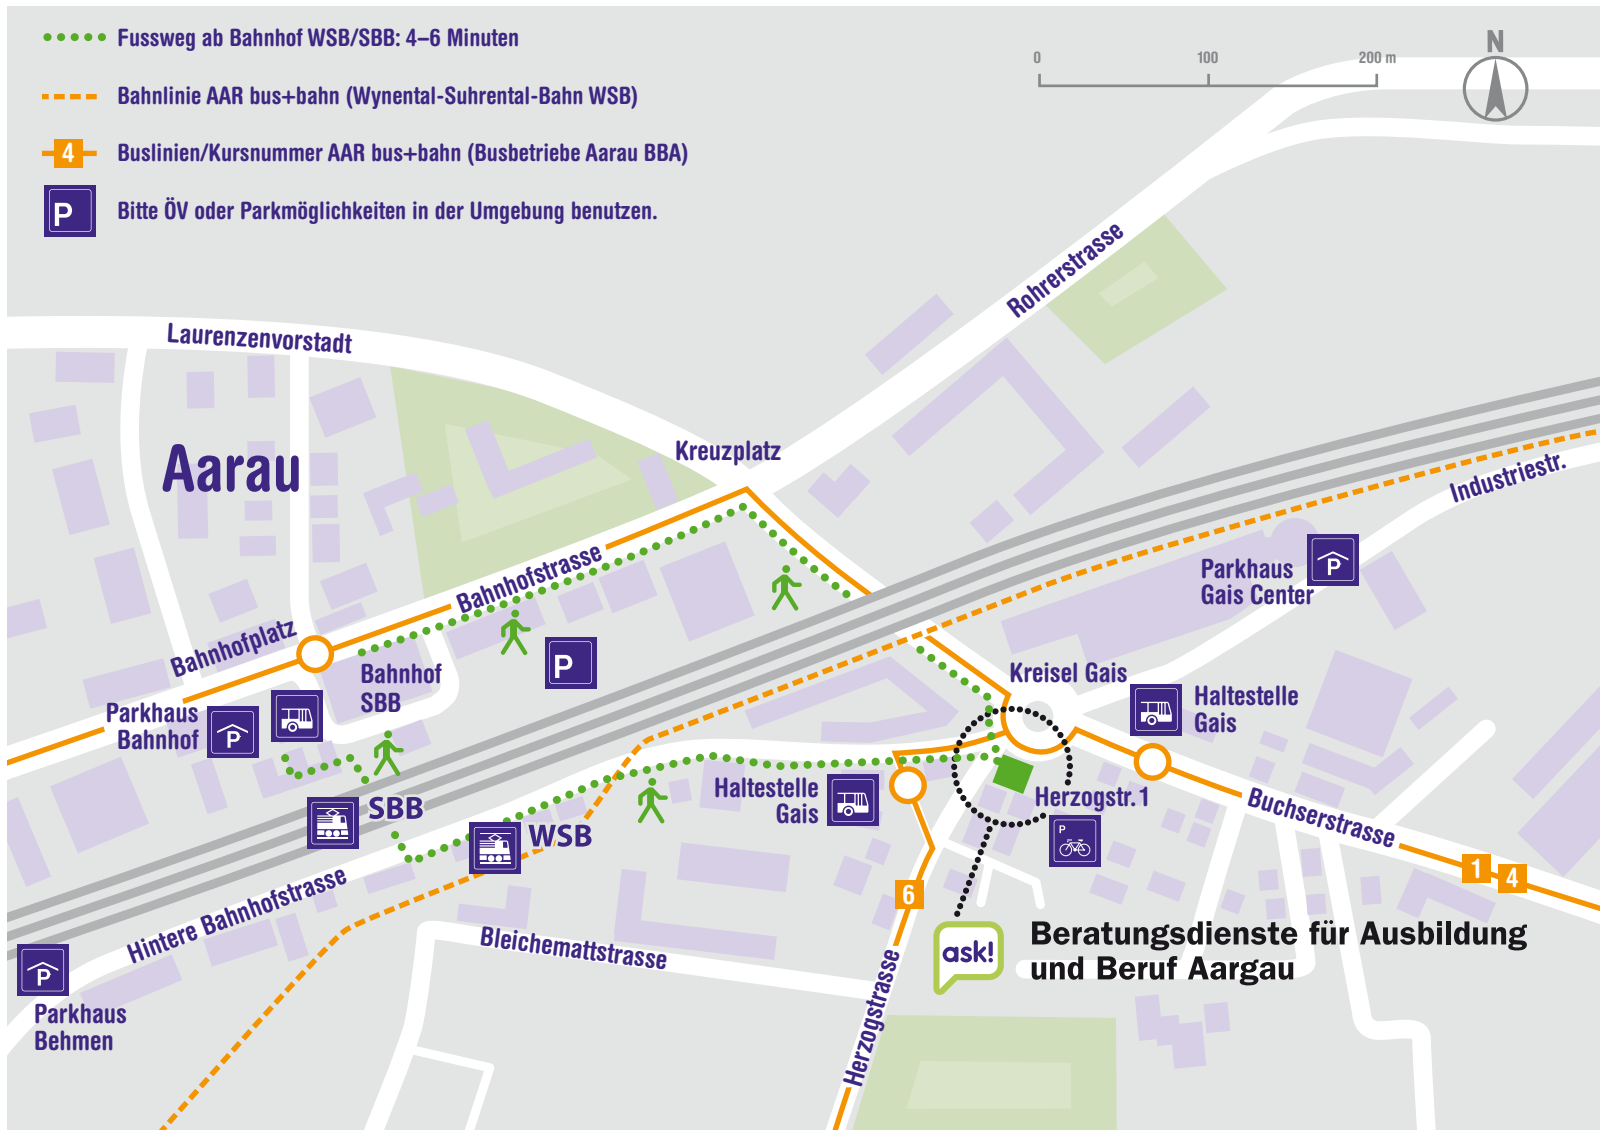 Fussweg ab Bahnhof WSB/SBB: 4–6 Minuten
Bahnlinie AAR bus+bahn (Wynental-Suhrental-Bahn WSB)
4
Buslinien/Kursnummer AAR bus+bahn (Busbetriebe Aarau BBA)
P
Bitte ÖV oder Parkmöglichkeiten in der Umgebung benutzen.
0
100
200 m
N
Rohrerstrasse
Laurenzenvorstadt
Kreuzplatz
Aarau
Industriestr.
Bahnhofstrasse
Parkhaus
Gais Center
P
Bahnhofplatz
P
Bahnhof
SBB
Kreisel Gais
Haltestelle
Gais
Parkhaus
Bahnhof
P
SBB
WSB
Haltestelle
Gais
Herzogstr. 1
P
Buchserstrasse
1
4
6
Hintere Bahnhofstrasse
Bleichemattstrasse
ask!
Beratungsdienste für Ausbildung
und Beruf Aargau
P
Parkhaus
Behmen
Herzogstrasse